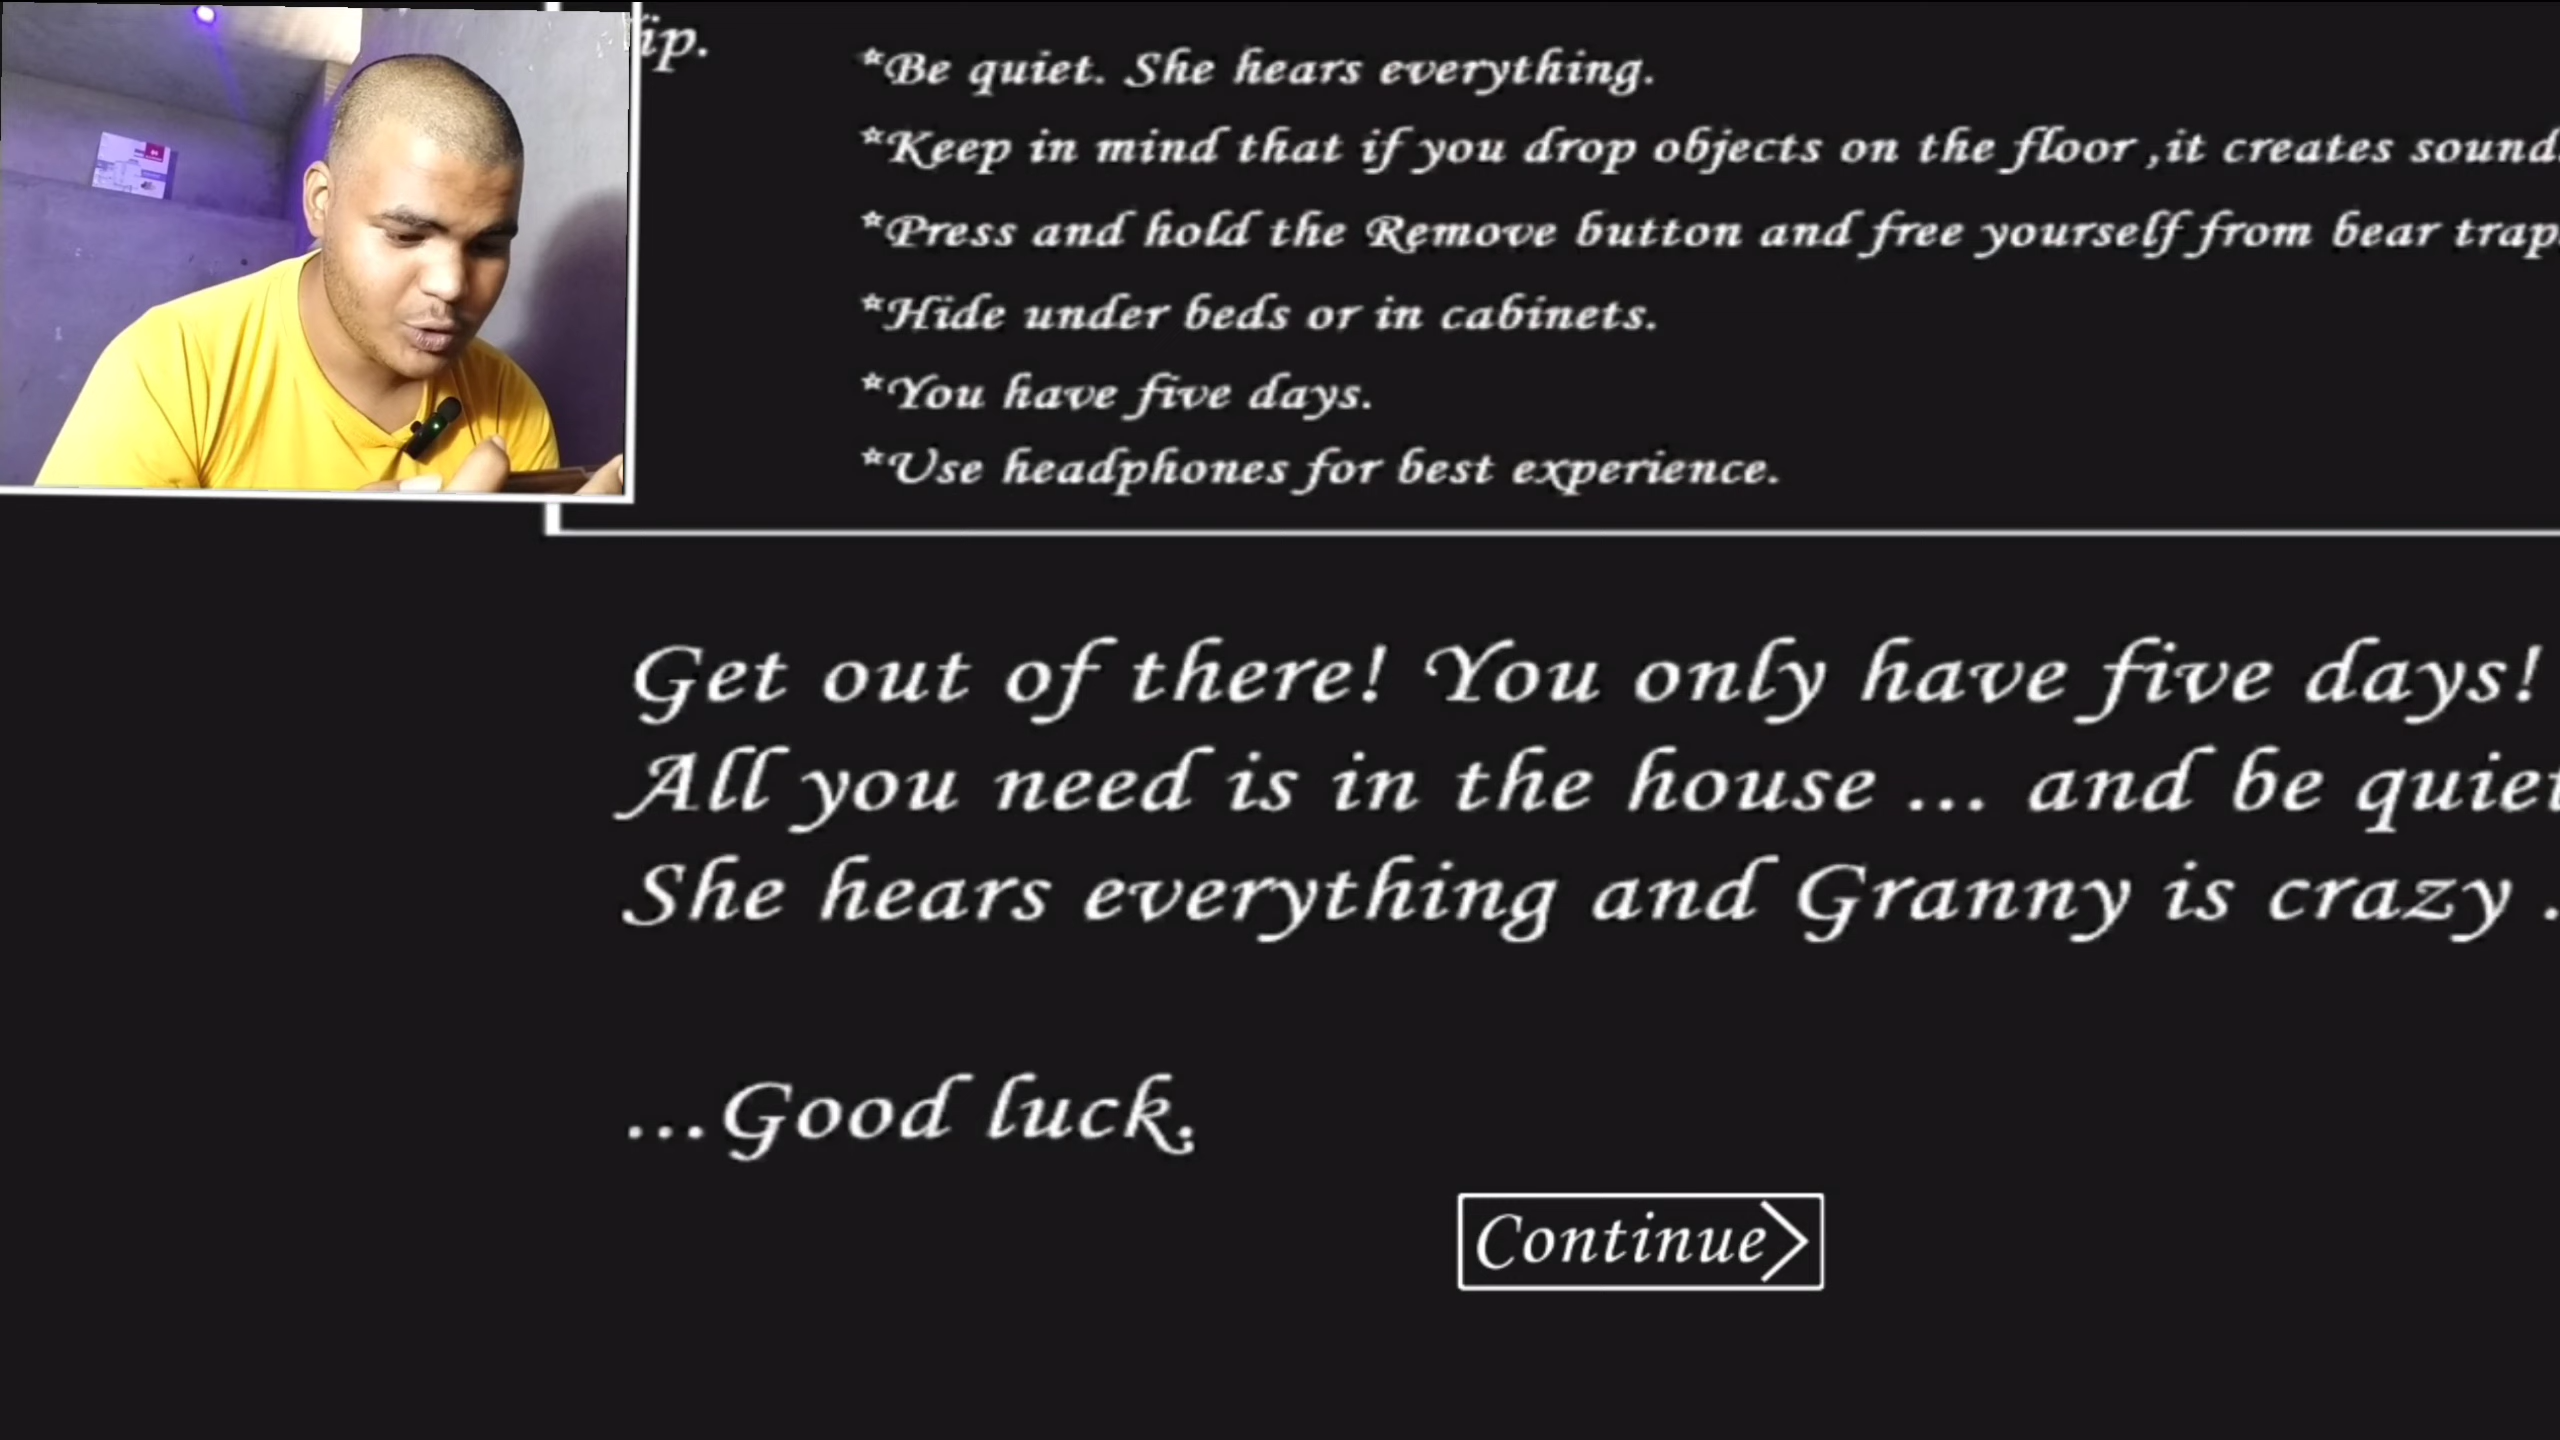 ip.
*Be quiet. She hears everything.
*Keep in mind that if you drop objects on the floor ,it creates sound.
*Press and hold the Remove button and free yourself from bear trap
*Hide under beds or in cabinets.
*You have five days.
*Use headphones for best experience.
Get out of there! You only have five days!
All you need is in the house ... and be quiet
She hears everything and Granny is crazy .
...Good luck.
Continue>